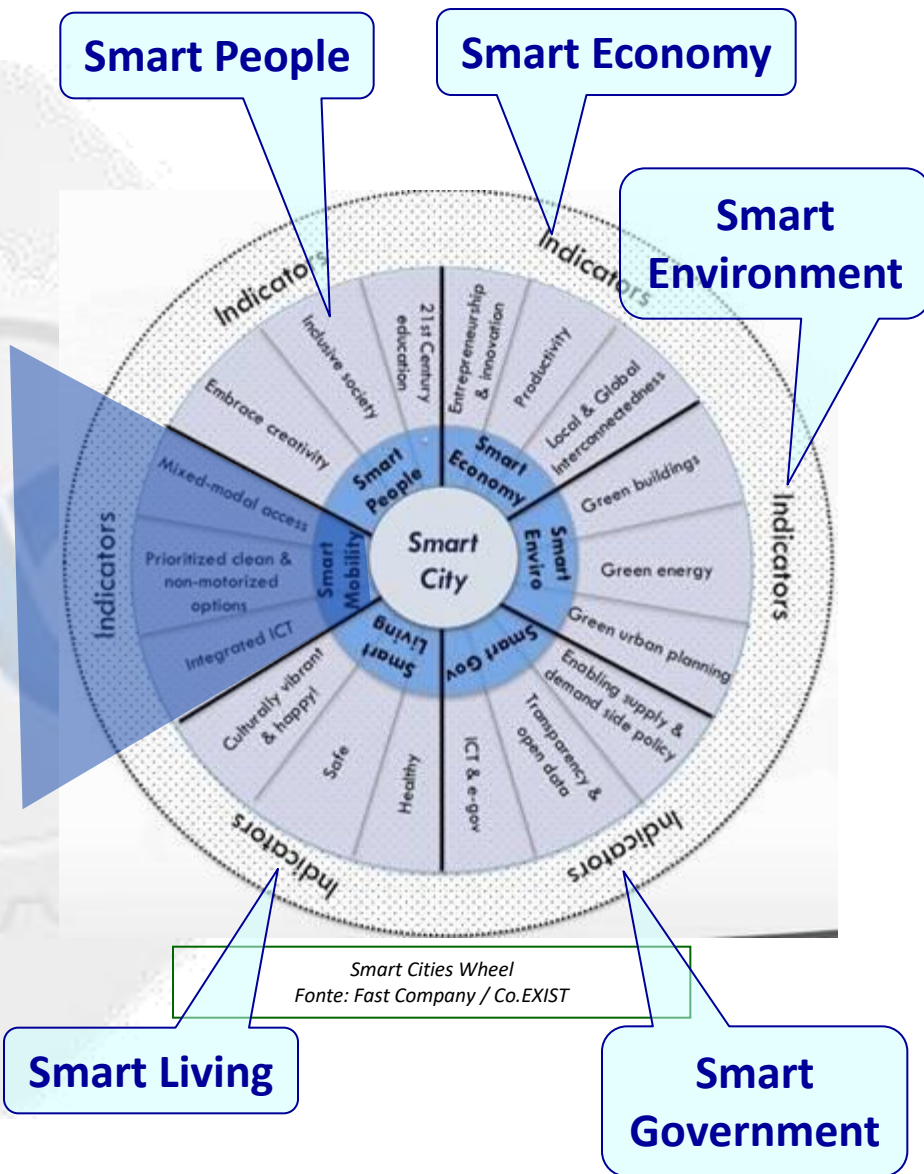 Smart People
Smart Economy
Smart
Environment
Indicators
Indicators
Indicators
Indicators
Indicators
Indicators
21st Century
education
Inclusive
society
Embrace creativity
Entrepreneurship
& innovation
Productivity
Local & Global
Interconnectedness
Green buildings
Green energy
Green urban planning
Enabling supply &
demand side policy
Transparency &
open data
ICT & e-gov
Healthy
Safe
Culturally vibrant
& happy!
Integrated ICT
Prioritized clean &
non-motorized
options
Mixed-modal access
Smart
People
Smart
Economy
Smart
Enviro
Smart Gov
Smart
Living
Smart
Mobility
Smart
City
Smart Cities Wheel
Fonte: Fast Company / Co.EXIST
Smart Living
Smart
Government